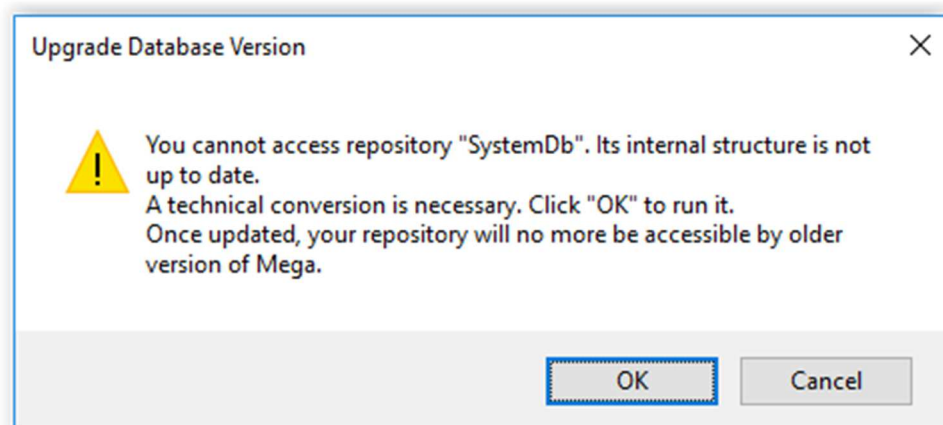 Upgrade Database Version
You cannot access repository "SystemDb". Its internal structure is not
up to date.
A technical conversion is necessary. Click "OK" to run it.
Once updated, your repository will no more be accessible by older
version of Mega.
OK
Cancel